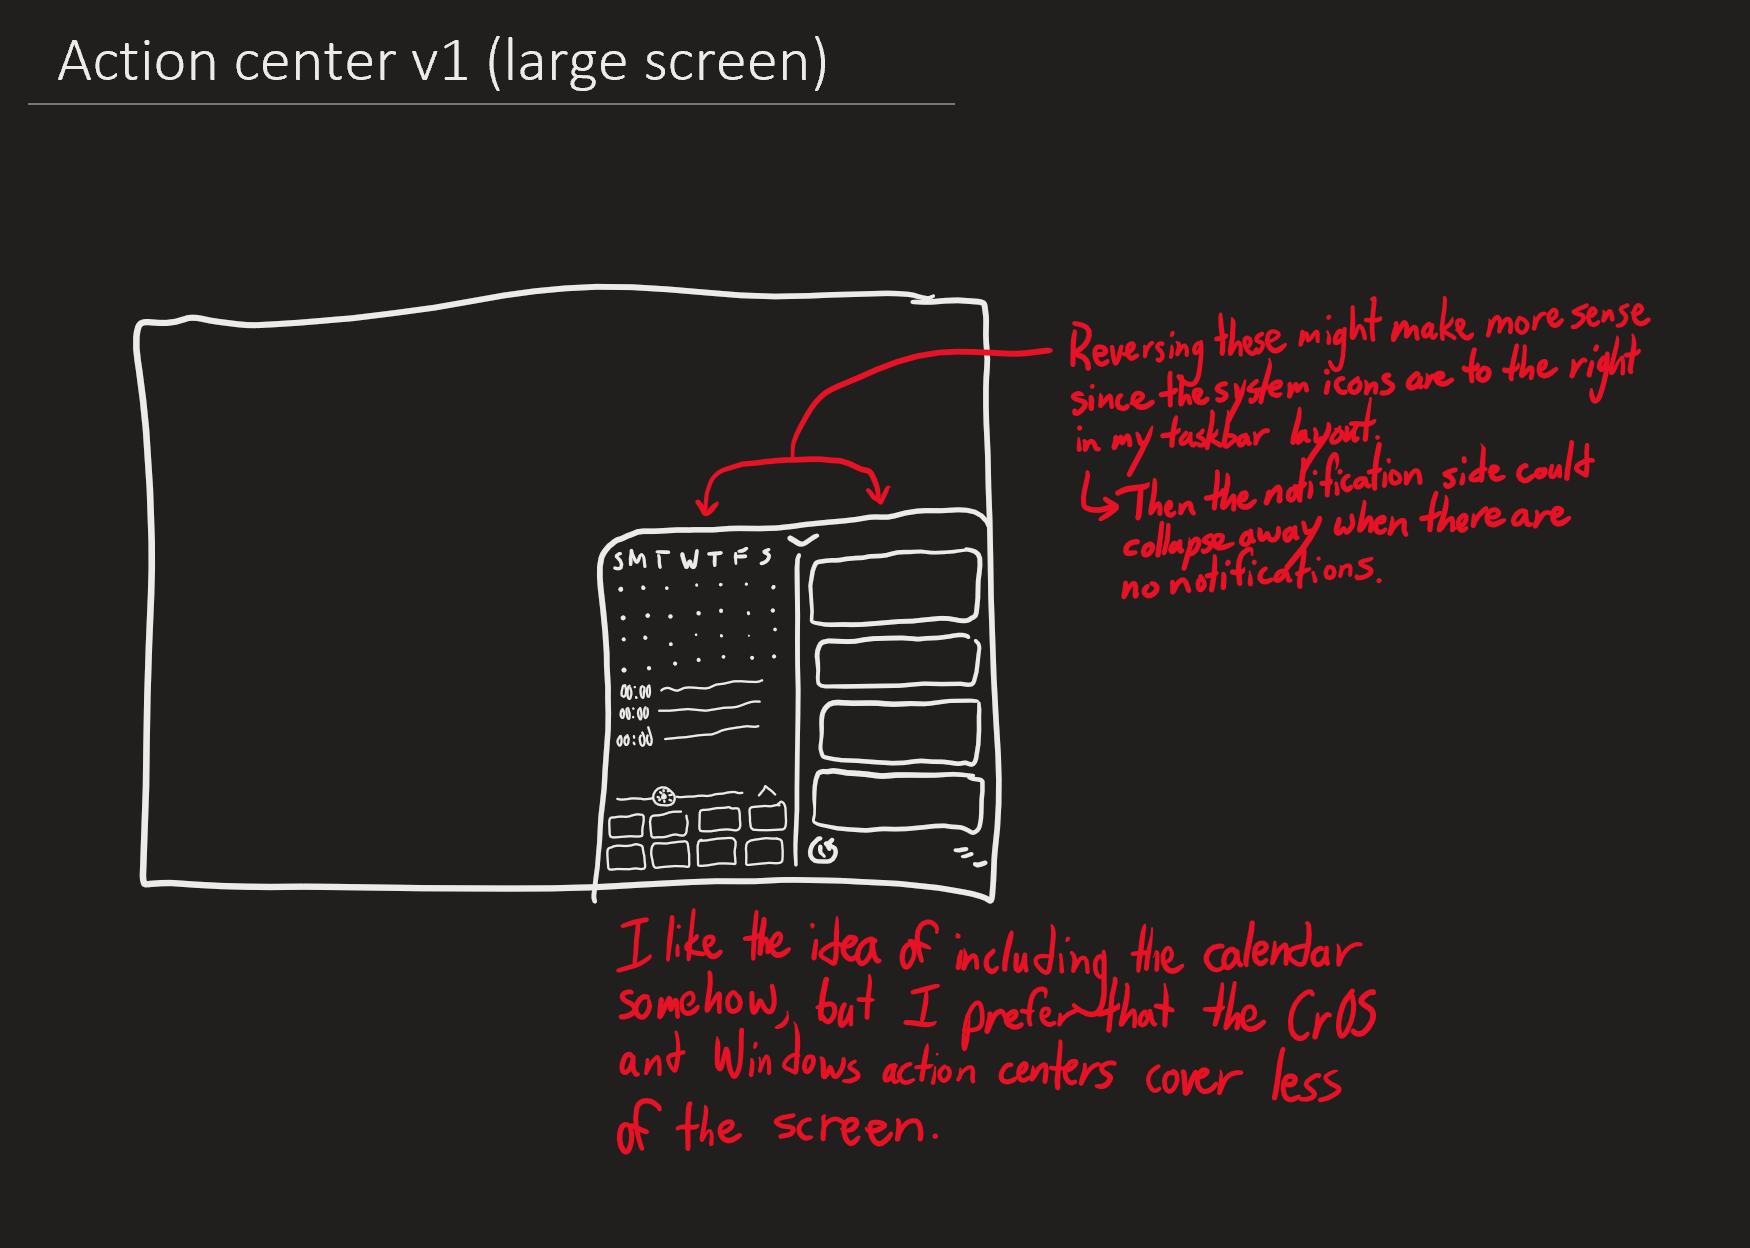 Action center v1 (large screen)
Reversing these might make more sense
since the system icons are to the right
in my taskbar layout.
Then the notification side could
collapse away when there are
no notifications.
S M T W T F S
00:00
00:00
00:00
I like the idea of including the calendar
somehow, but I prefer that the CrOS
and Windows action centers cover less
of the screen.